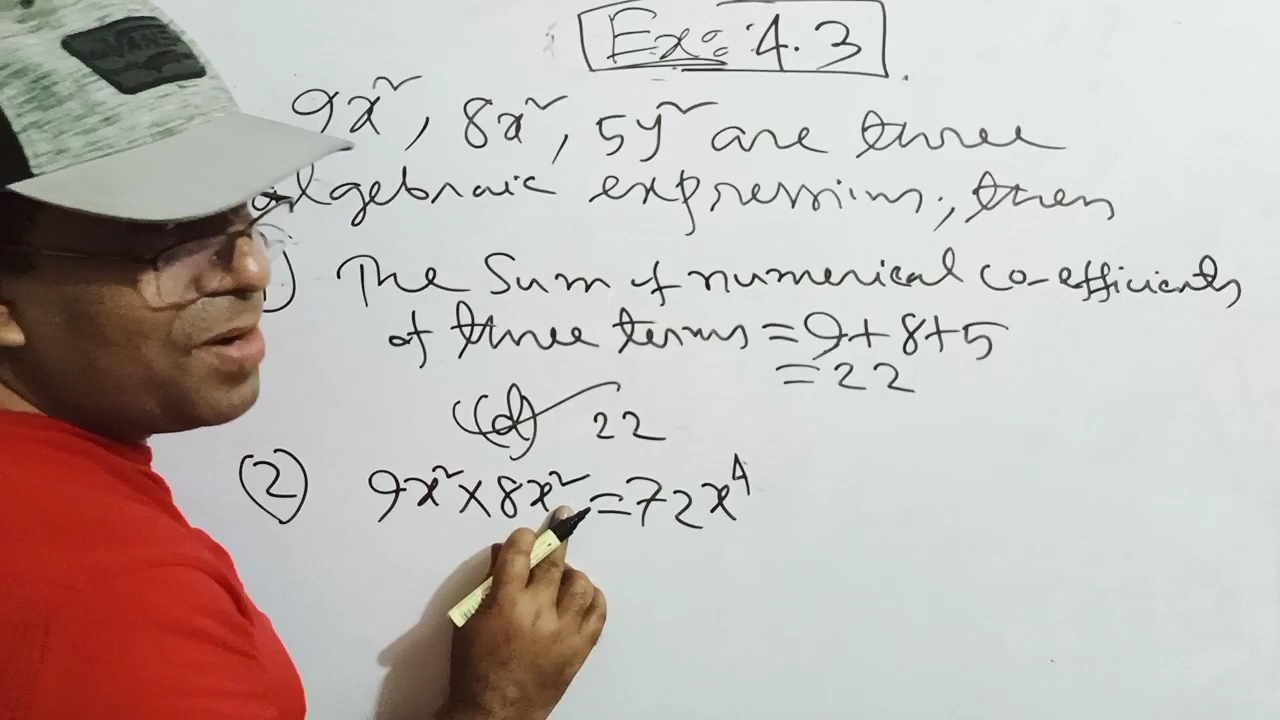 VANS
Ex: 4.3
9x², 8x², 5y² are three
algebraic expressions, then
) The Sum of numerical co-efficients
of three terms = 9+8+5
= 22
(d) 22
(2) 9x² × 8x² = 72x⁴